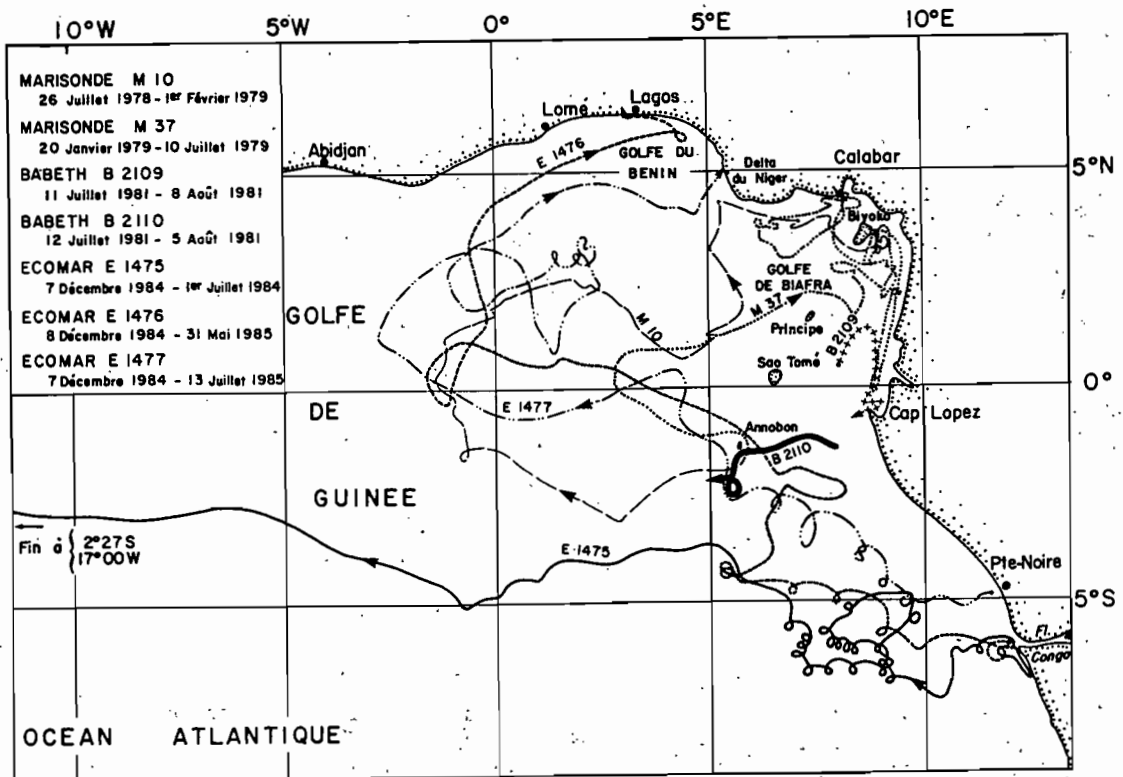 10°W 5°W 0° 5°E 10°E
MARISONDE M 10
26 Juillet 1978 - 1er Février 1979
MARISONDE M 37
20 Janvier 1979 - 10 Juillet 1979
BABETH B 2109
11 Juillet 1981 - 8 Août 1981
BABETH B 2110
12 Juillet 1981 - 5 Août 1981
ECOMAR E 1475
7 Décembre 1984 - 1er Juillet 1984
ECOMAR E 1476
8 Décembre 1984 - 31 Mai 1985
ECOMAR E 1477
7 Décembre 1984 - 13 Juillet 1985
Abidjan
Lome
Lagos
E 1476
GOLFE DU
BENIN
Delta
du Niger
Calabar
5°N
Biyoko
GOLFE
DE BIAFRA
M 37
M 10
Principe
B 2109
Sao Tomé
GOLFE
0°
E 1477
Cap Lopez
DE
Annobon
B 2110
GUINEE
E 1475
Fin à
2°27S
17°00W
Pte-Noire
5°S
Fl.
Congo
OCEAN ATLANTIQUE